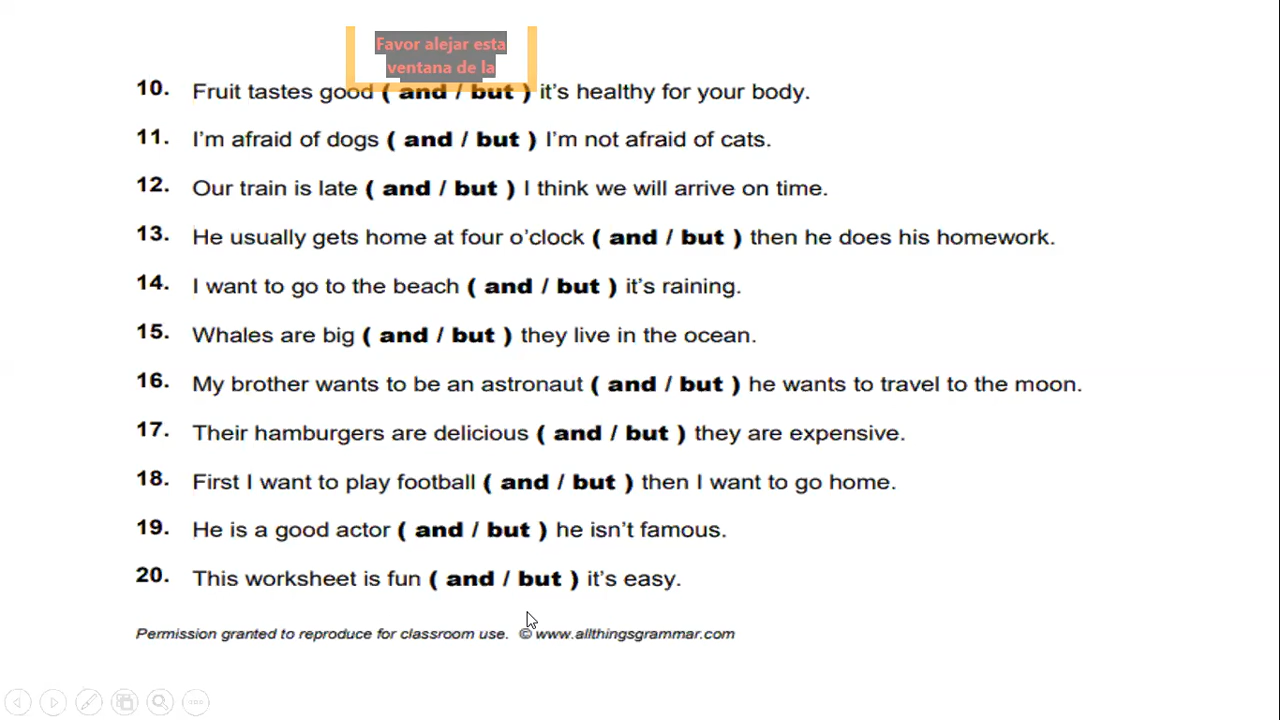 Favor alejar esta
ventana de la
10. Fruit tastes good ( and / but ) it's healthy for your body.
11. I'm afraid of dogs ( and / but ) I'm not afraid of cats.
12. Our train is late ( and / but ) I think we will arrive on time.
13. He usually gets home at four o'clock ( and / but ) then he does his homework.
14. I want to go to the beach ( and / but ) it's raining.
15. Whales are big ( and / but ) they live in the ocean.
16. My brother wants to be an astronaut ( and / but ) he wants to travel to the moon.
17. Their hamburgers are delicious ( and / but ) they are expensive.
18. First I want to play football ( and / but ) then I want to go home.
19. He is a good actor ( and / but ) he isn't famous.
20. This worksheet is fun ( and / but ) it's easy.
Permission granted to reproduce for classroom use. © www.allthingsgrammar.com